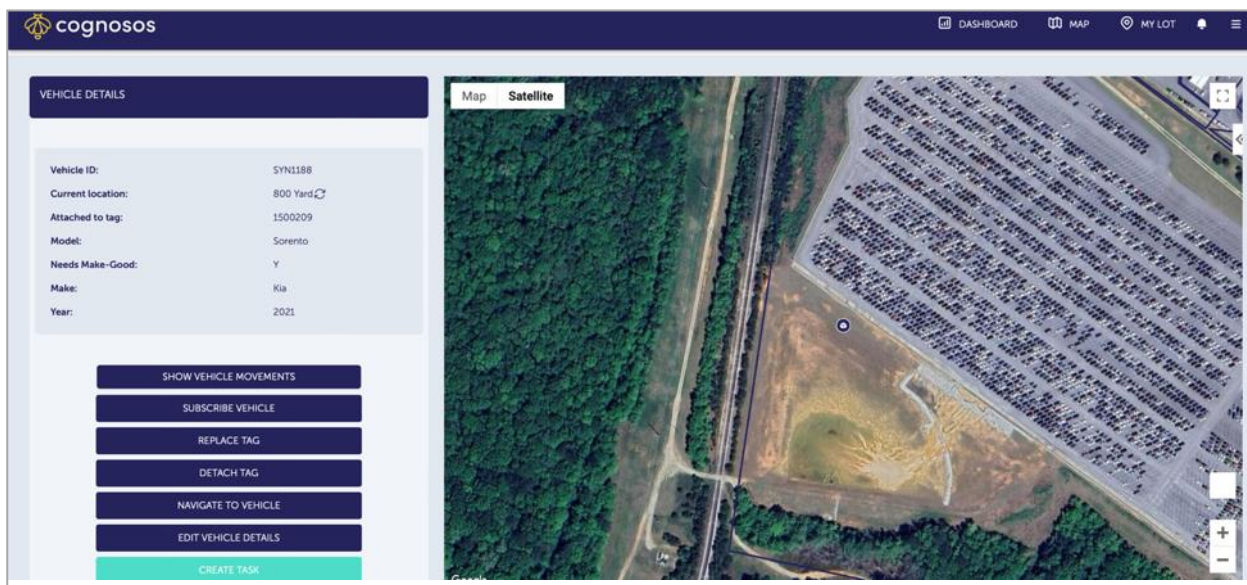 cognosos
DASHBOARD
MAP
MY LOT
VEHICLE DETAILS
Vehicle ID: SYN1188
Current location: 800 Yard
Attached to tag: 1500209
Model: Sorento
Needs Make-Good: Y
Make: Kia
Year: 2021
SHOW VEHICLE MOVEMENTS
SUBSCRIBE VEHICLE
REPLACE TAG
DETACH TAG
NAVIGATE TO VEHICLE
EDIT VEHICLE DETAILS
CREATE TASK
Map Satellite
Google